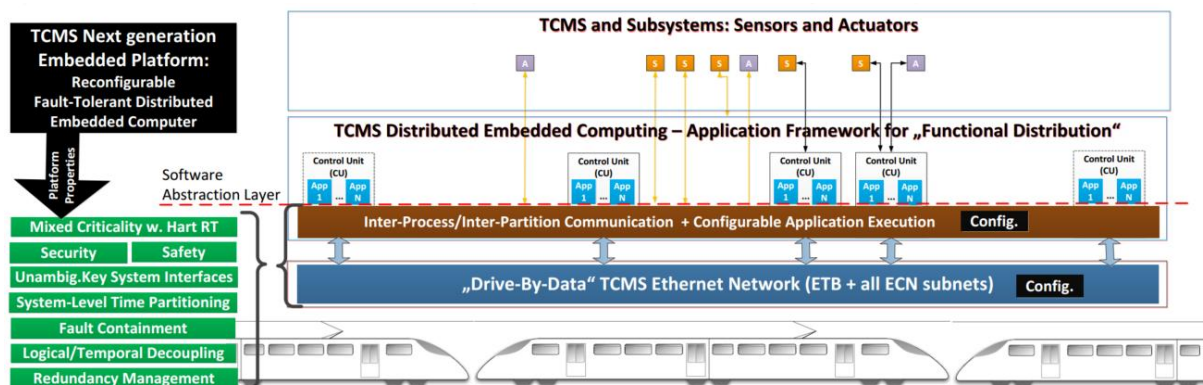 TCMS Next generation
Embedded Platform:
Reconfigurable
Fault-Tolerant Distributed
Embedded Computer
Platform
Properties
Software
Abstraction Layer
Mixed Criticality w. Hart RT
Security
Safety
Unambig.Key System Interfaces
System-Level Time Partitioning
Fault Containment
Logical/Temporal Decoupling
Redundancy Management
TCMS and Subsystems: Sensors and Actuators
A
S
S
S
A
S
S
A
TCMS Distributed Embedded Computing – Application Framework for „Functional Distribution“
Control Unit
(CU)
App
1
...
App
N
Control Unit
(CU)
App
1
...
App
N
Control Unit
(CU)
App
1
...
App
N
Control Unit
(CU)
App
1
...
App
N
Control Unit
(CU)
App
1
...
App
N
Inter-Process/Inter-Partition Communication + Configurable Application Execution
Config.
„Drive-By-Data“ TCMS Ethernet Network (ETB + all ECN subnets)
Config.